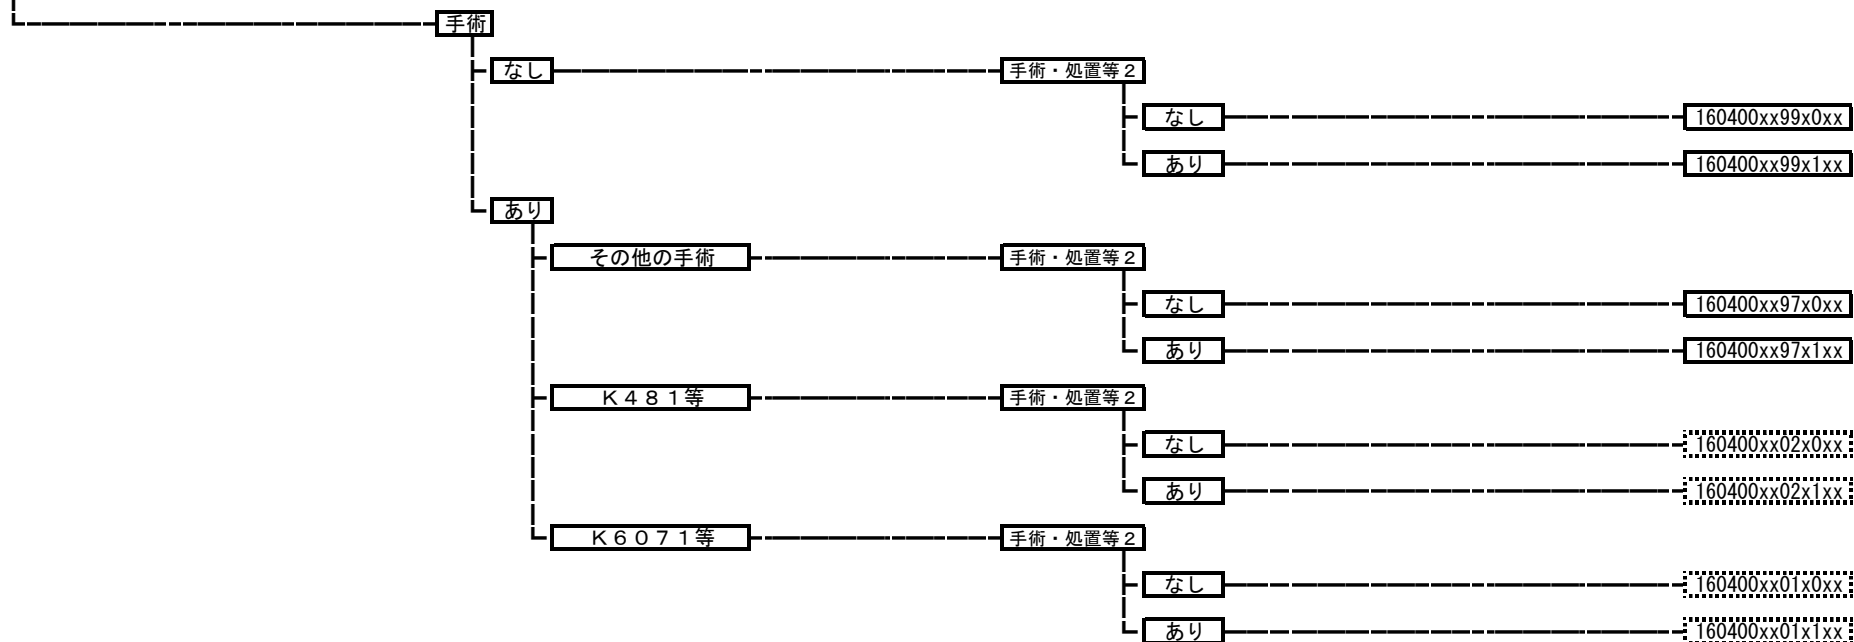 手術
なし
手術・処置等２
なし
160400xx99x0xx
あり
160400xx99x1xx
あり
その他の手術
手術・処置等２
なし
160400xx97x0xx
あり
160400xx97x1xx
Ｋ４８１等
手術・処置等２
なし
160400xx02x0xx
あり
160400xx02x1xx
Ｋ６０７１等
手術・処置等２
なし
160400xx01x0xx
あり
160400xx01x1xx